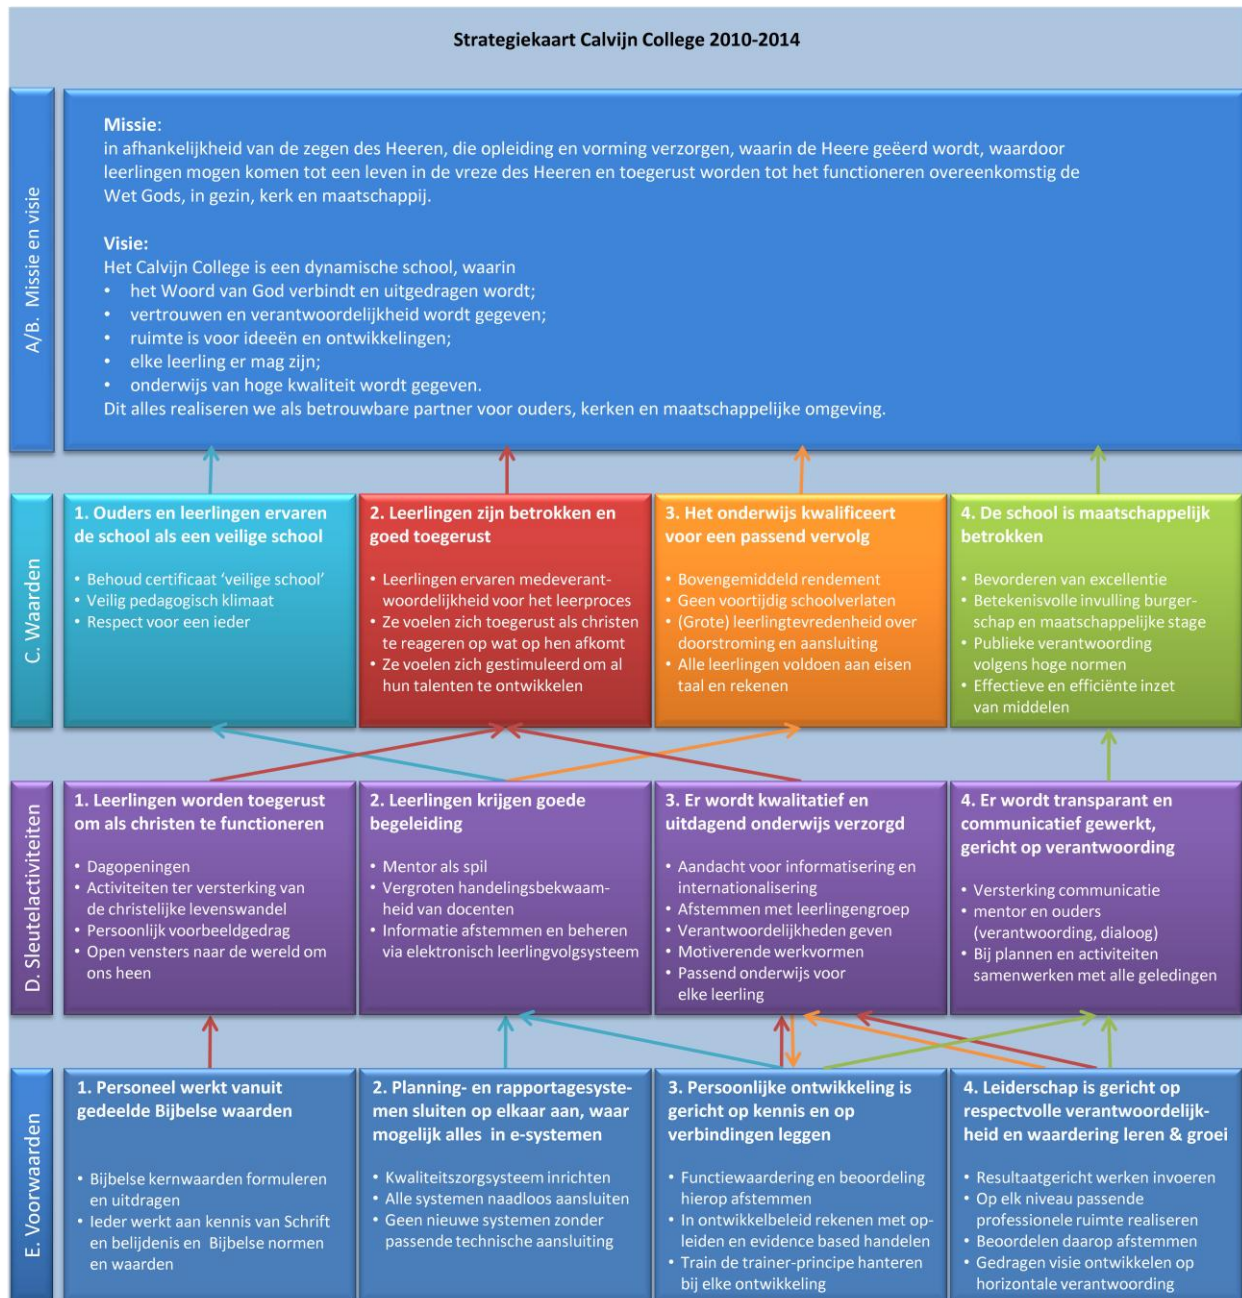 Strategiekaart Calvijn College 2010-2014
A/B. Missie en visie
Missie:
in afhankelijkheid van de zegen des Heeren, die opleiding en vorming verzorgen, waarin de Heere geëerd wordt, waardoor
leerlingen mogen komen tot een leven in de vreze des Heeren en toegerust worden tot het functioneren overeenkomstig de
Wet Gods, in gezin, kerk en maatschappij.
Visie:
Het Calvijn College is een dynamische school, waarin
• het Woord van God verbindt en uitgedragen wordt;
• vertrouwen en verantwoordelijkheid wordt gegeven;
• ruimte is voor ideeën en ontwikkelingen;
• elke leerling er mag zijn;
• onderwijs van hoge kwaliteit wordt gegeven.
Dit alles realiseren we als betrouwbare partner voor ouders, kerken en maatschappelijke omgeving.
C. Waarden
1. Ouders en leerlingen ervaren
de school als een veilige school
• Behoud certificaat ‘veilige school’
• Veilig pedagogisch klimaat
• Respect voor een ieder
2. Leerlingen zijn betrokken en
goed toegerust
• Leerlingen ervaren medeverant-
woordelijkheid voor het leerproces
• Ze voelen zich toegerust als christen
te reageren op wat op hen afkomt
• Ze voelen zich gestimuleerd om al
hun talenten te ontwikkelen
3. Het onderwijs kwalificeert
voor een passend vervolg
• Bovengemiddeld rendement
• Geen voortijdig schoolverlaten
• (Grote) leerlingtevredenheid over
doorstroming en aansluiting
• Alle leerlingen voldoen aan eisen
taal en rekenen
4. De school is maatschappelijk
betrokken
• Bevorderen van excellentie
• Betekenisvolle invulling burger-
schap en maatschappelijke stage
• Publieke verantwoording
volgens hoge normen
• Effectieve en efficiënte inzet
van middelen
D. Sleutelactiviteiten
1. Leerlingen worden toegerust
om als christen te functioneren
• Dagopeningen
• Activiteiten ter versterking van
de christelijke levenswandel
• Persoonlijk voorbeeldgedrag
• Open vensters naar de wereld om
ons heen
2. Leerlingen krijgen goede
begeleiding
• Mentor als spil
• Vergroten handelingsbekwaam-
heid van docenten
• Informatie afstemmen en beheren
via elektronisch leerlingvolgsysteem
3. Er wordt kwalitatief en
uitdagend onderwijs verzorgd
• Aandacht voor informatisering en
internationalisering
• Afstemmen met leerlingengroep
• Verantwoordelijkheden geven
• Motiverende werkvormen
• Passend onderwijs voor
elke leerling
4. Er wordt transparant en
communicatief gewerkt,
gericht op verantwoording
• Versterking communicatie
• mentor en ouders
(verantwoording, dialoog)
• Bij plannen en activiteiten
samenwerken met alle geledingen
E. Voorwaarden
1. Personeel werkt vanuit
gedeelde Bijbelse waarden
• Bijbelse kernwaarden formuleren
en uitdragen
• Ieder werkt aan kennis van Schrift
en belijdenis en Bijbelse normen
en waarden
2. Planning- en rapportagesyste-
men sluiten op elkaar aan, waar
mogelijk alles in e-systemen
• Kwaliteitszorgsysteem inrichten
• Alle systemen naadloos aansluiten
• Geen nieuwe systemen zonder
passende technische aansluiting
3. Persoonlijke ontwikkeling is
gericht op kennis en op
verbindingen leggen
• Functiewaardering en beoordeling
hierop afstemmen
• In ontwikkelbeleid rekenen met op-
leiden en evidence based handelen
• Train de trainer-principe hanteren
bij elke ontwikkeling
4. Leiderschap is gericht op
respectvolle verantwoordelijk-
heid en waardering leren & groei
• Resultaatgericht werken invoeren
• Op elk niveau passende
professionele ruimte realiseren
• Beoordelen daarop afstemmen
• Gedragen visie ontwikkelen op
horizontale verantwoording